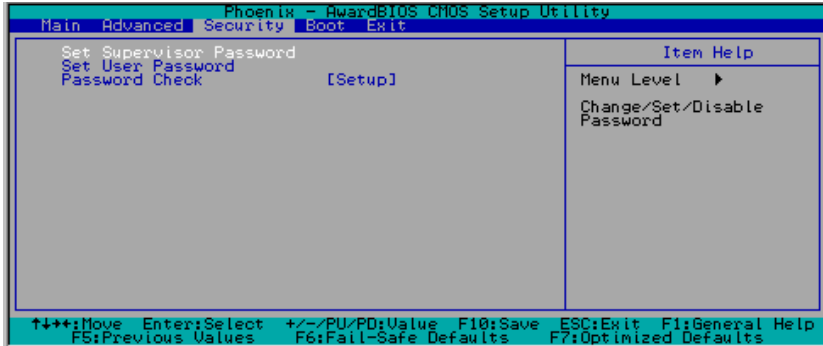 Phoenix - AwardBIOS CMOS Setup Utility
Main Advanced Security Boot Exit
Set Supervisor Password
Set User Password
Password Check [Setup]
Item Help
Menu Level ▶
Change/Set/Disable
Password
↑↓→←:Move Enter:Select +/-/PU/PD:Value F10:Save ESC:Exit F1:General Help
F5:Previous Values F6:Fail-Safe Defaults F7:Optimized Defaults